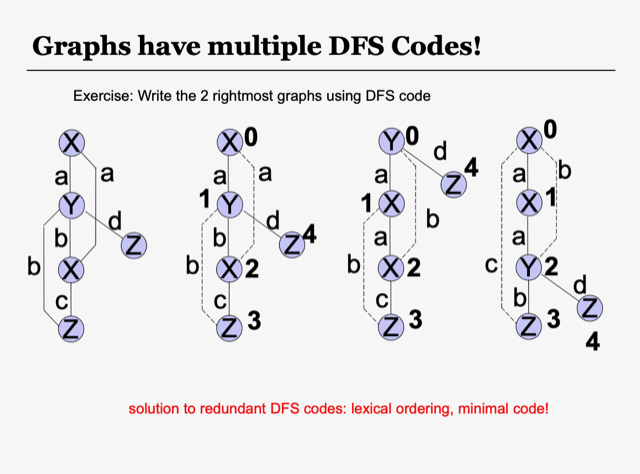 Graphs have multiple DFS Codes!
Exercise: Write the 2 rightmost graphs using DFS code
X
a
a
Y
d
b
Z
b
X
c
Z
X 0
a
a
1 Y
d
b
Z 4
b
X 2
c
Z 3
Y 0
d
a
4
Z
1 X
b
a
b
X 2
c
Z 3
X 0
a
b
X 1
a
c
Y 2
d
b
Z
Z 3
4
solution to redundant DFS codes: lexical ordering, minimal code!